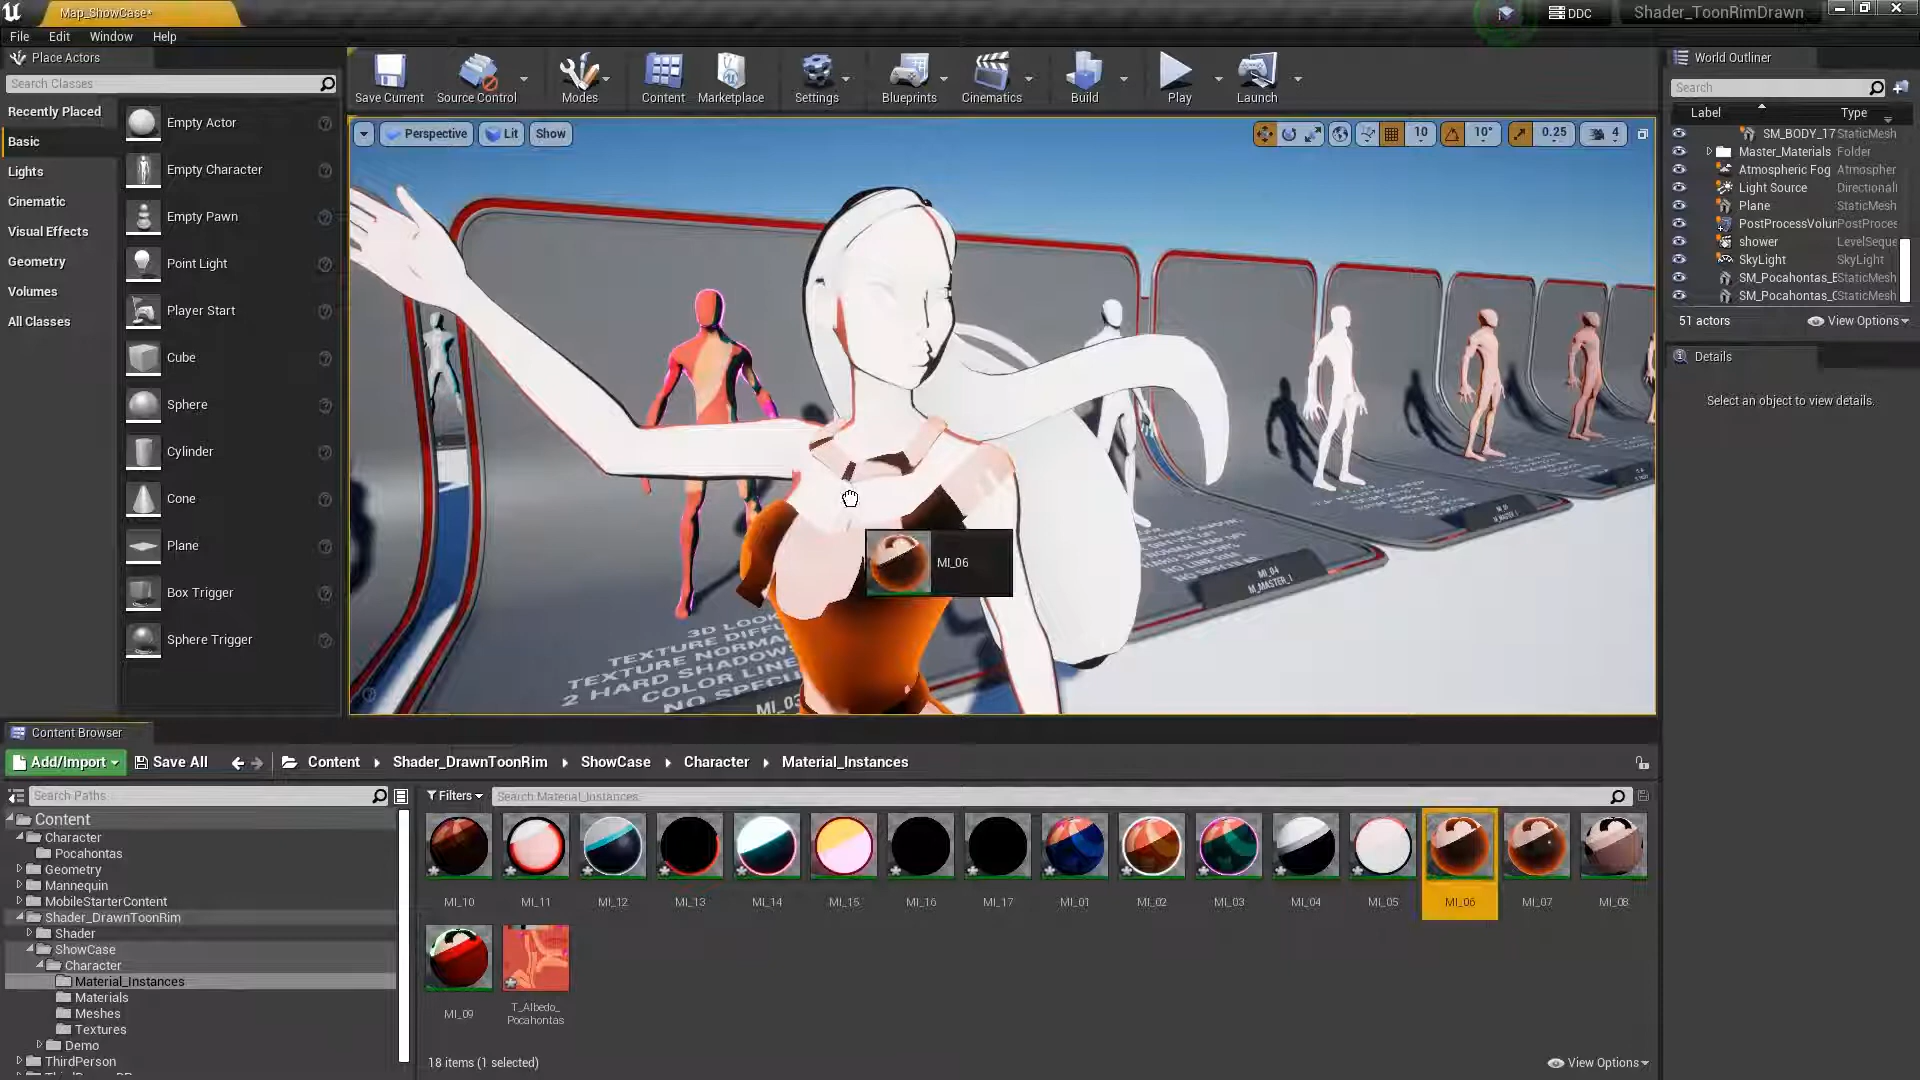 Map_ShowCase*
DDC
Shader_ToonRimDrawn
File Edit Window Help
Place Actors
Search Classes
Recently Placed
Basic
Lights
Cinematic
Visual Effects
Geometry
Volumes
All Classes
Empty Actor
Empty Character
Empty Pawn
Point Light
Player Start
Cube
Sphere
Cylinder
Cone
Plane
Box Trigger
Sphere Trigger
Save Current Source Control Modes Content Marketplace Settings Blueprints Cinematics Build Play Launch
Perspective Lit Show
10 10° 0.25 4
3D LOOK
TEXTURE DIFFU
TEXTURE NORMA
2 HARD SHADOW
COLOR LINE
NO SPECU
MI_03
MI_06
MI_04
M_MASTER_1
World Outliner
Search
Label Type
SM_BODY_17 StaticMesh
Master_Materials Folder
Atmospheric Fog Atmospher
Light Source Directionall
Plane StaticMesh
PostProcessVolum PostProces
shower LevelSeque
SkyLight SkyLight
SM_Pocahontas_ StaticMesh
SM_Pocahontas_ StaticMesh
51 actors View Options
Details
Select an object to view details.
Content Browser
Add/Import Save All Content Shader_DrawnToonRim ShowCase Character Material_Instances
Search Paths
Filters Search Material_Instances
Content
Character
Pocahontas
Geometry
Mannequin
MobileStarterContent
Shader_DrawnToonRim
Shader
ShowCase
Character
Material_Instances
Materials
Meshes
Textures
Demo
ThirdPerson
MI_10 MI_11 MI_12 MI_13 MI_14 MI_15 MI_16 MI_17 MI_01 MI_02 MI_03 MI_04 MI_05 MI_06 MI_07 MI_08
MI_09 T_Albedo_
Pocahontas
18 items (1 selected) View Options